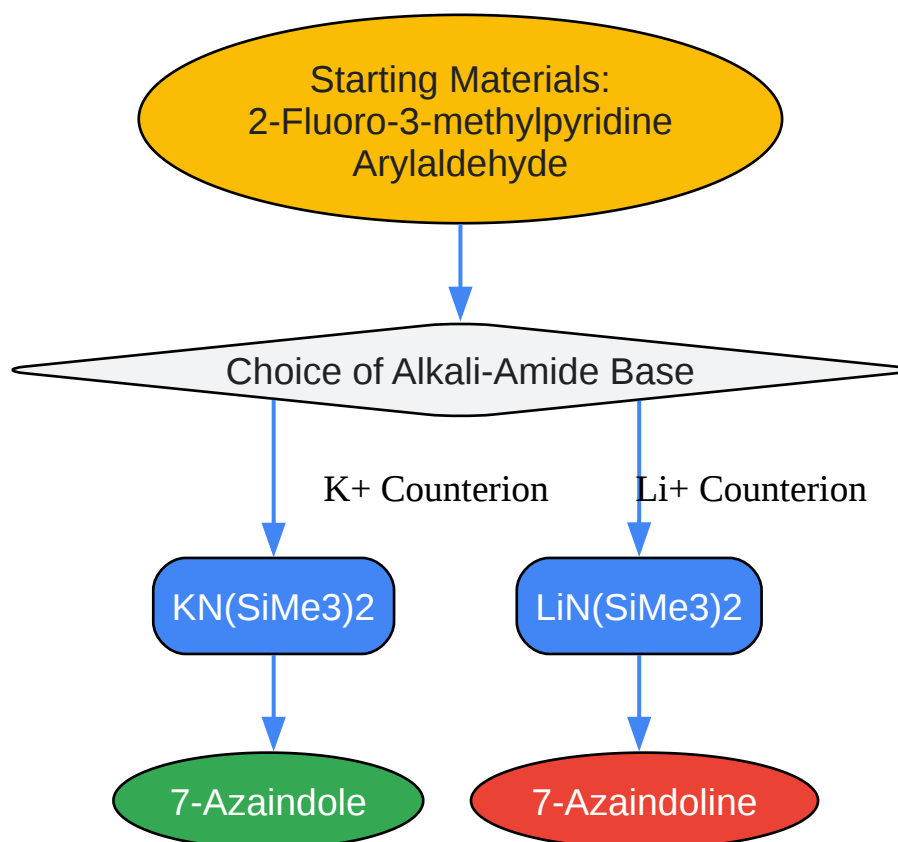 Starting Materials:
2-Fluoro-3-methylpyridine
Arylaldehyde
Choice of Alkali-Amide Base
K+ Counterion
Li+ Counterion
KN(SiMe3)2
LiN(SiMe3)2
7-Azaindole
7-Azaindoline